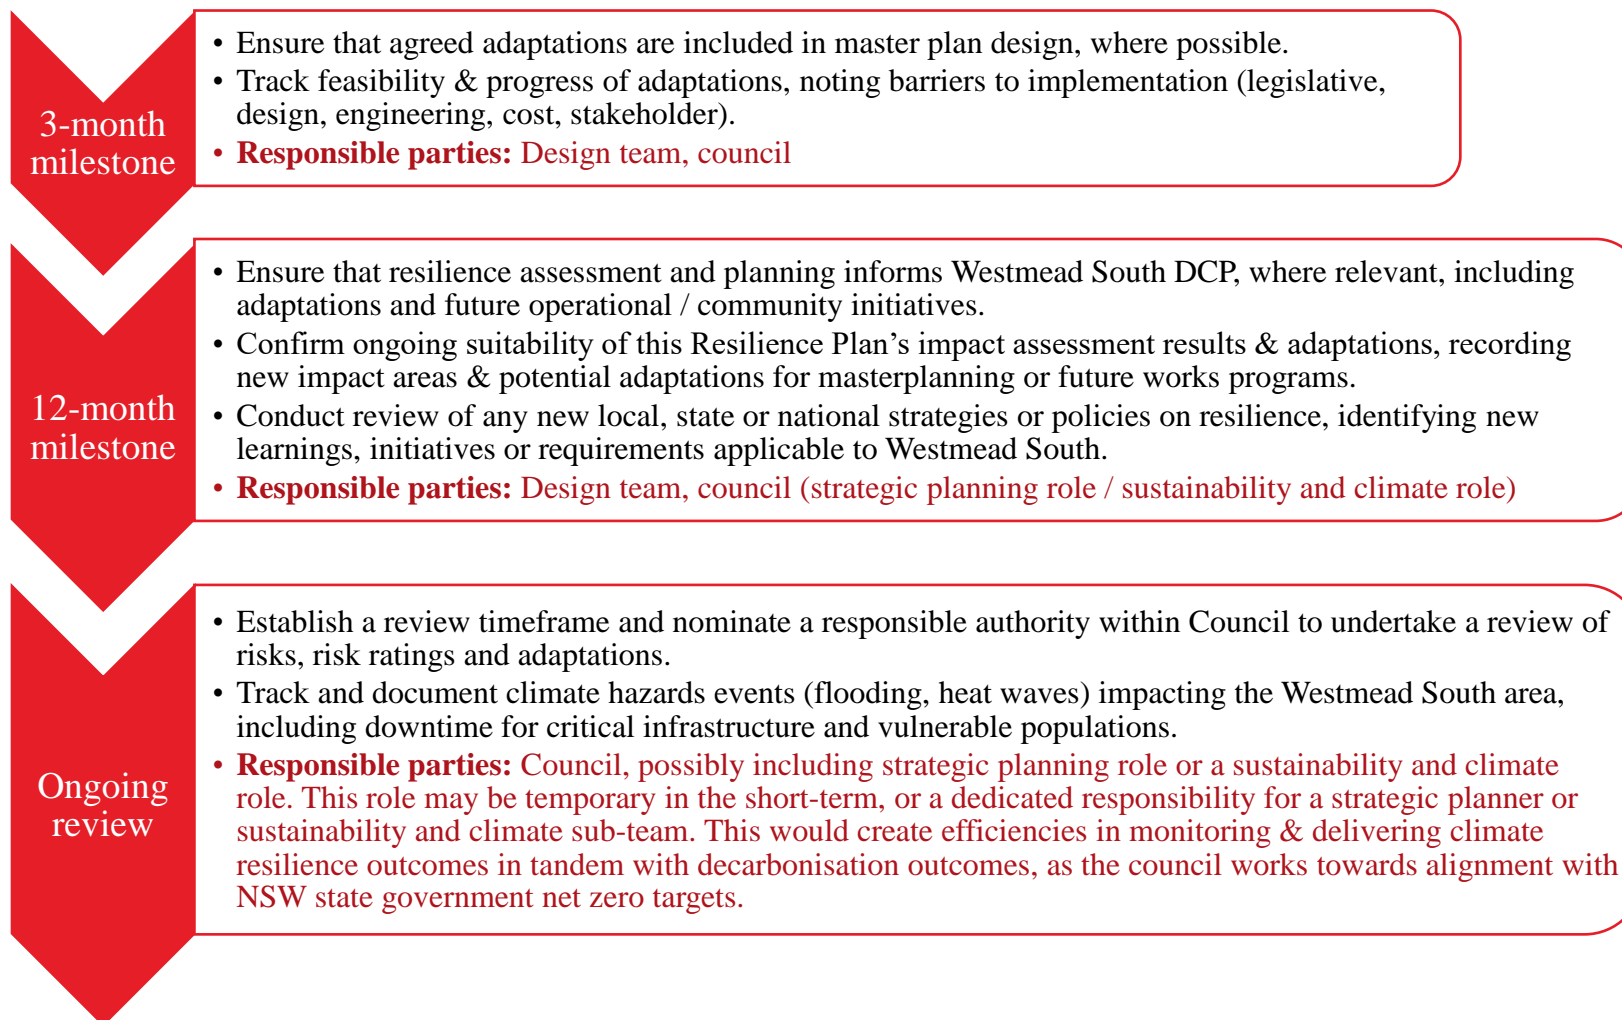 3-month
milestone
• Ensure that agreed adaptations are included in master plan design, where possible.
• Track feasibility & progress of adaptations, noting barriers to implementation (legislative,
design, engineering, cost, stakeholder).
• Responsible parties: Design team, council
12-month
milestone
• Ensure that resilience assessment and planning informs Westmead South DCP, where relevant, including
adaptations and future operational / community initiatives.
• Confirm ongoing suitability of this Resilience Plan's impact assessment results & adaptations, recording
new impact areas & potential adaptations for masterplanning or future works programs.
• Conduct review of any new local, state or national strategies or policies on resilience, identifying new
learnings, initiatives or requirements applicable to Westmead South.
• Responsible parties: Design team, council (strategic planning role / sustainability and climate role)
Ongoing
review
• Establish a review timeframe and nominate a responsible authority within Council to undertake a review of
risks, risk ratings and adaptations.
• Track and document climate hazards events (flooding, heat waves) impacting the Westmead South area,
including downtime for critical infrastructure and vulnerable populations.
• Responsible parties: Council, possibly including strategic planning role or a sustainability and climate
role. This role may be temporary in the short-term, or a dedicated responsibility for a strategic planner or
sustainability and climate sub-team. This would create efficiencies in monitoring & delivering climate
resilience outcomes in tandem with decarbonisation outcomes, as the council works towards alignment with
NSW state government net zero targets.